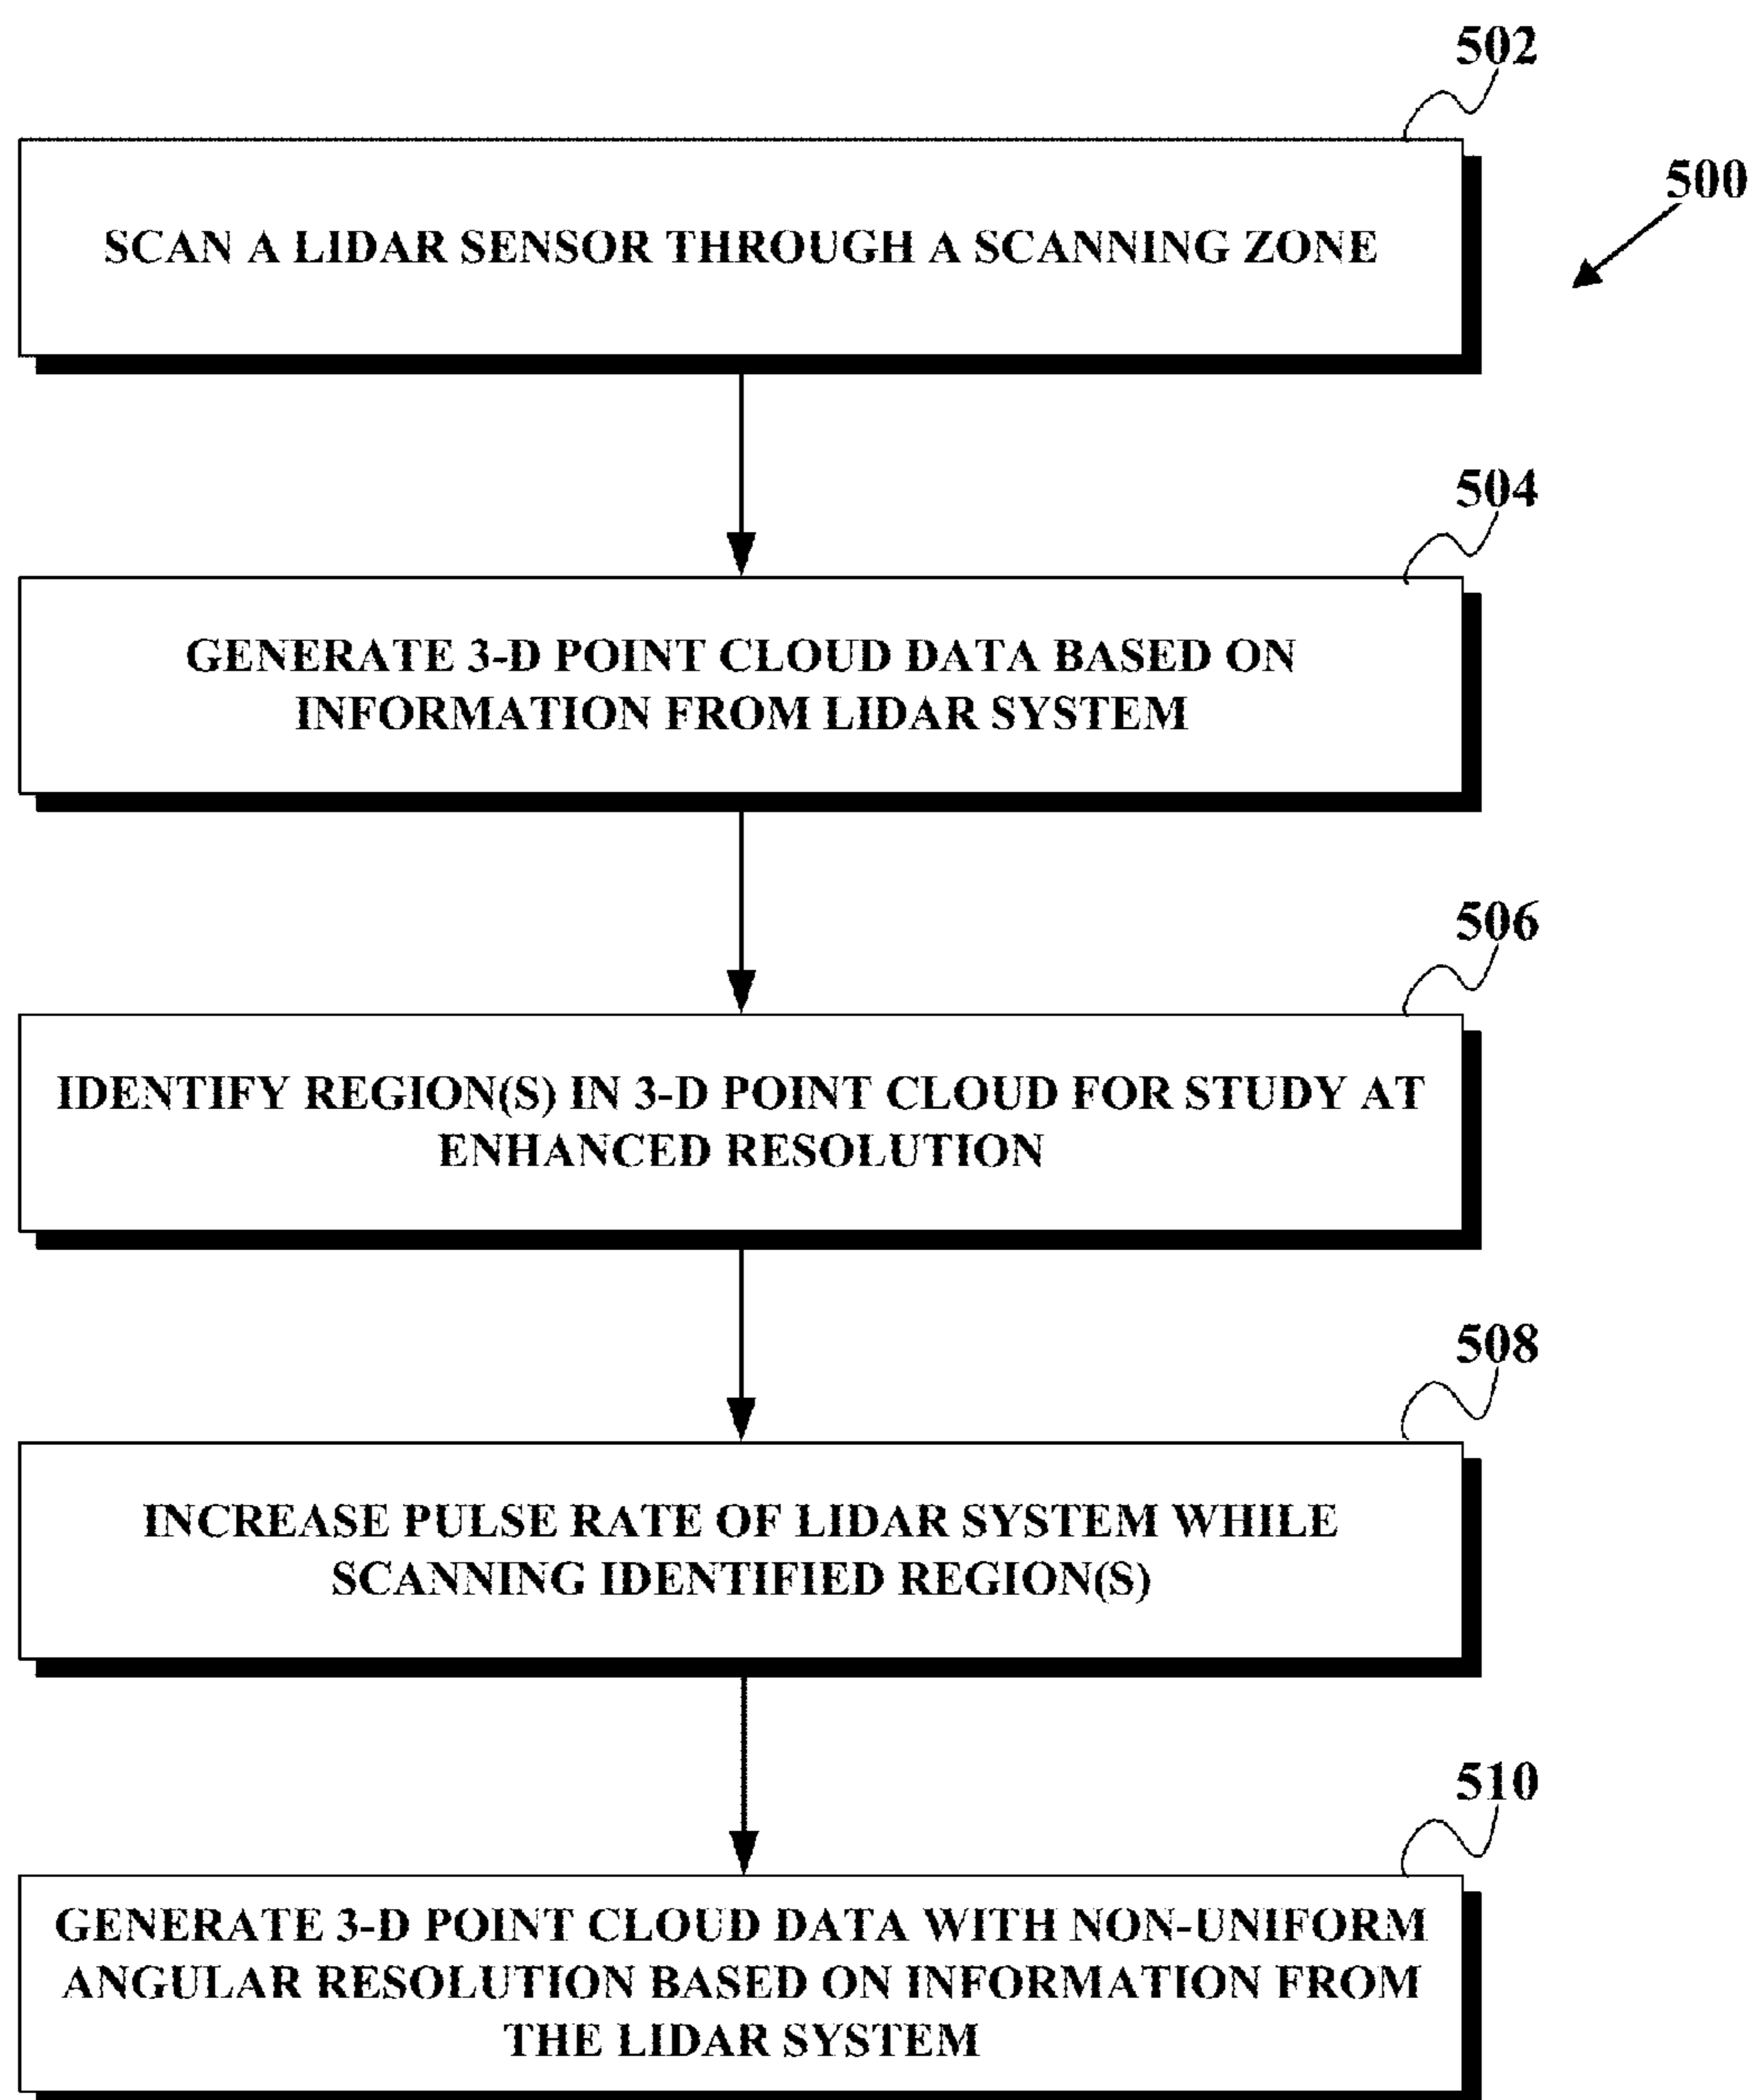 502
500
SCAN A LIDAR SENSOR THROUGH A SCANNING ZONE
504
GENERATE 3-D POINT CLOUD DATA BASED ON
INFORMATION FROM LIDAR SYSTEM
506
IDENTIFY REGION(S) IN 3-D POINT CLOUD FOR STUDY AT
ENHANCED RESOLUTION
508
INCREASE PULSE RATE OF LIDAR SYSTEM WHILE
SCANNING IDENTIFIED REGION(S)
510
GENERATE 3-D POINT CLOUD DATA WITH NON-UNIFORM
ANGULAR RESOLUTION BASED ON INFORMATION FROM
THE LIDAR SYSTEM